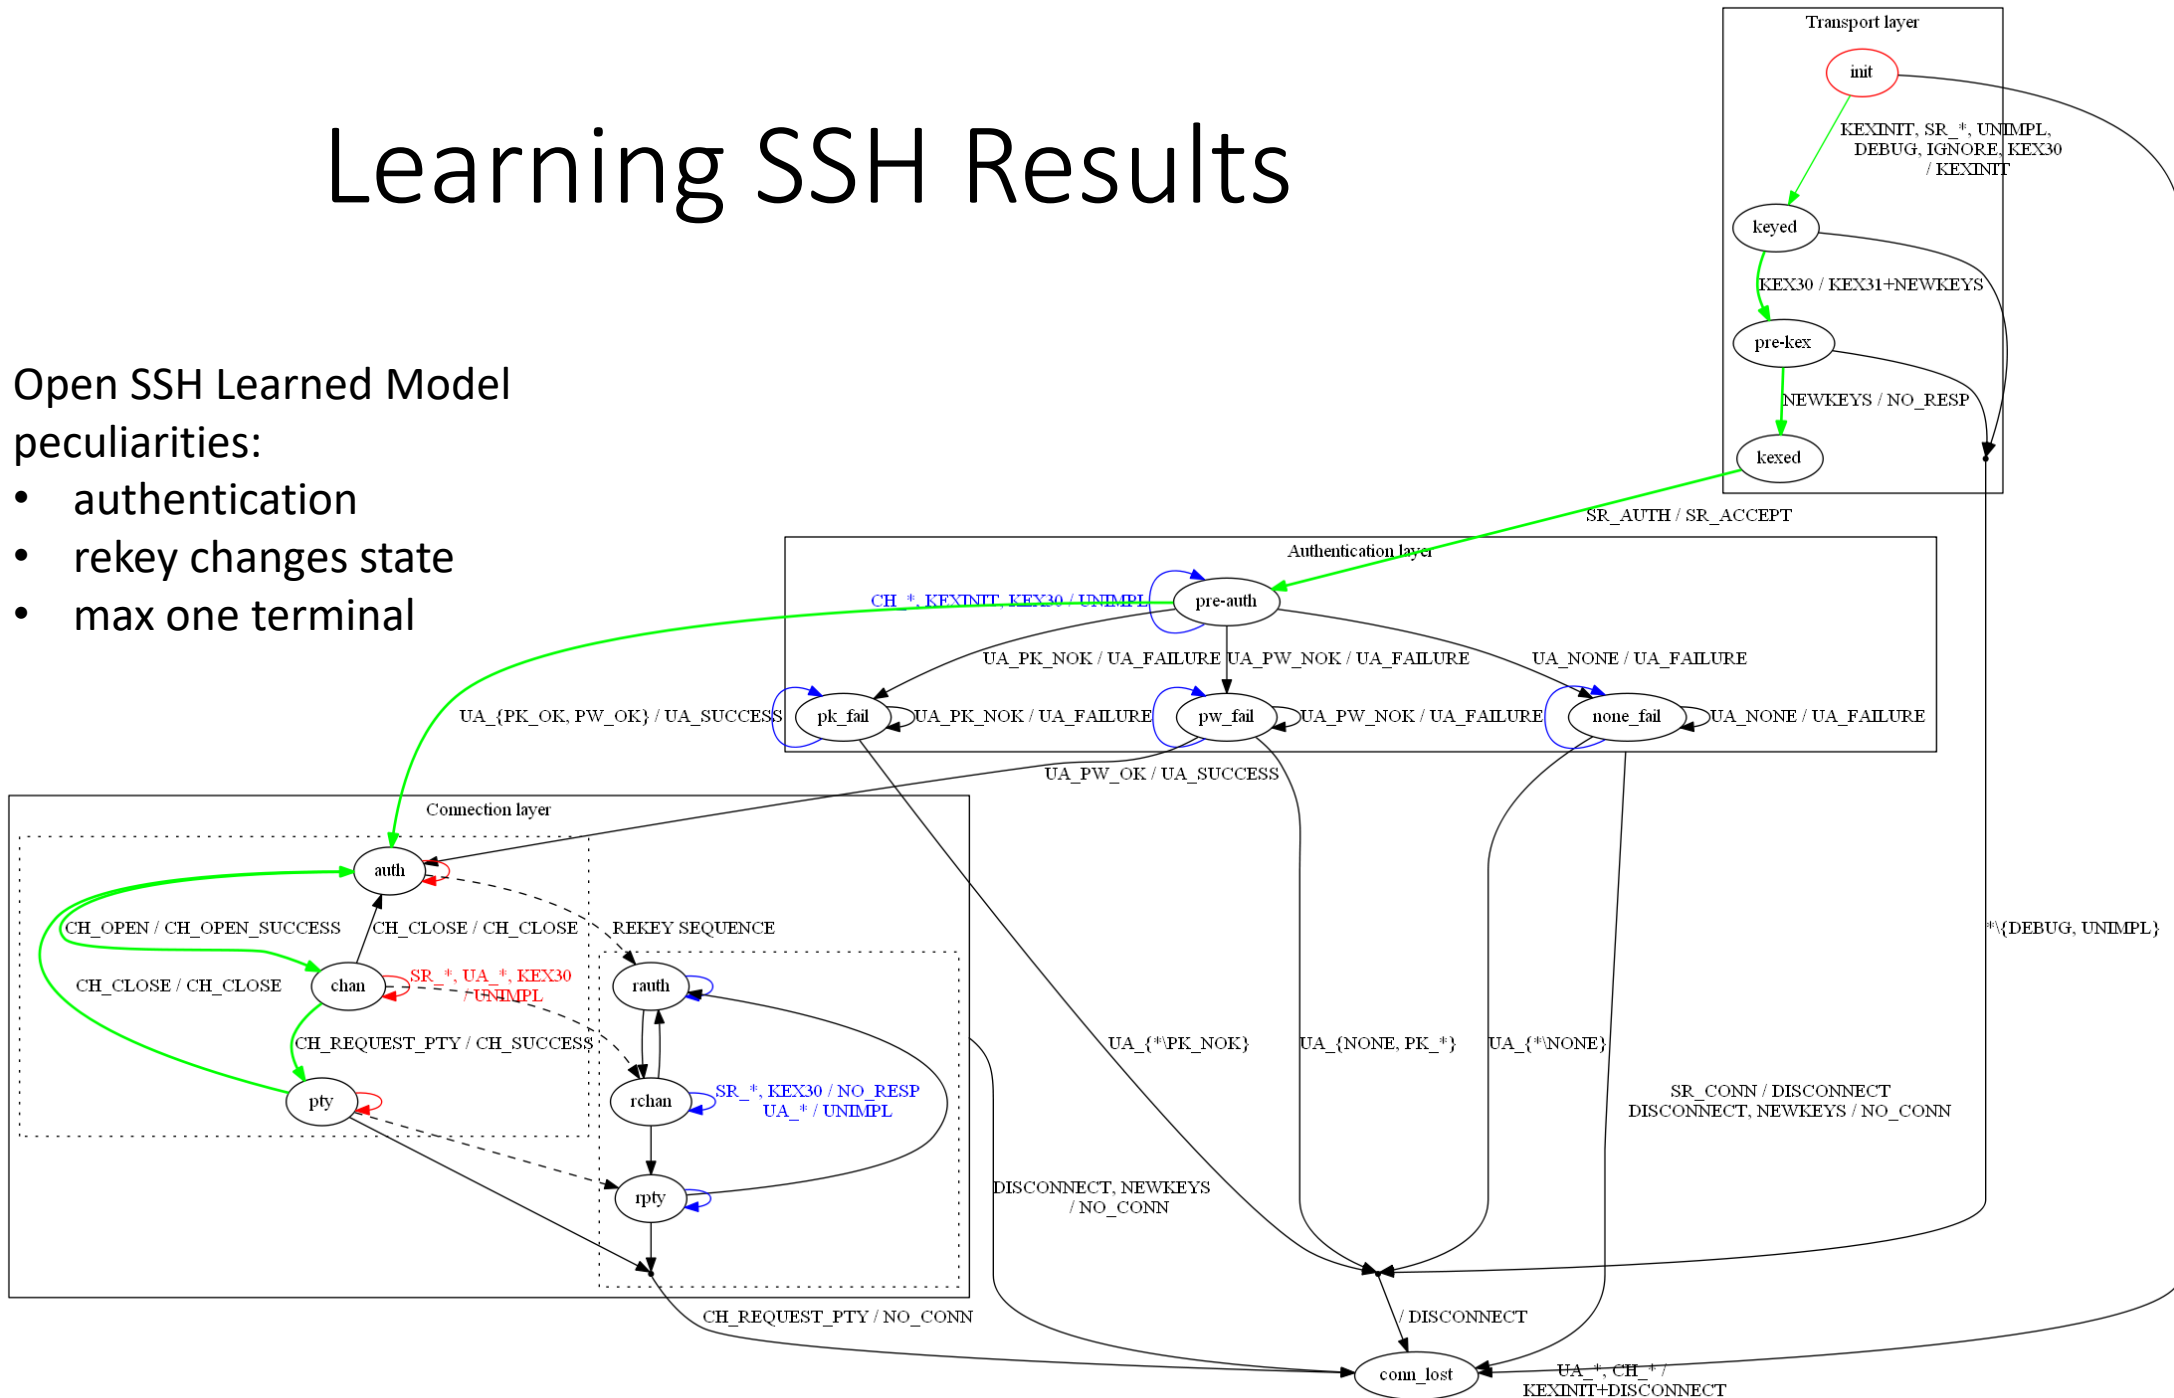 Learning SSH Results
Open SSH Learned Model
peculiarities:
• authentication
• rekey changes state
• max one terminal
Transport layer
init
KEXINIT, SR_*, UNIMPL,
DEBUG, IGNORE, KEX30
/ KEXINIT
keyed
KEX30 / KEX31+NEWKEYS
pre-kex
NEWKEYS / NO_RESP
kexed
SR_AUTH / SR_ACCEPT
Authentication layer
CH_*, KEXINIT, KEX30 / UNIMPL
pre-auth
UA_PK_NOK / UA_FAILURE
UA_PW_NOK / UA_FAILURE
UA_NONE / UA_FAILURE
UA_{PK_OK, PW_OK} / UA_SUCCESS
pk_fail
UA_PK_NOK / UA_FAILURE
pw_fail
UA_PW_NOK / UA_FAILURE
none_fail
UA_NONE / UA_FAILURE
UA_PW_OK / UA_SUCCESS
Connection layer
auth
CH_OPEN / CH_OPEN_SUCCESS
CH_CLOSE / CH_CLOSE
REKEY SEQUENCE
*\{DEBUG, UNIMPL}
CH_CLOSE / CH_CLOSE
chan
SR_*, UA_*, KEX30
/ UNIMPL
rauth
CH_REQUEST_PTY / CH_SUCCESS
UA_{*\PK_NOK}
UA_{NONE, PK_*}
UA_{*\NONE}
pty
rchan
SR_*, KEX30 / NO_RESP
UA_* / UNIMPL
SR_CONN / DISCONNECT
DISCONNECT, NEWKEYS / NO_CONN
rpty
DISCONNECT, NEWKEYS
/ NO_CONN
CH_REQUEST_PTY / NO_CONN
/ DISCONNECT
conn_lost
UA_*, CH_* /
KEXINIT+DISCONNECT